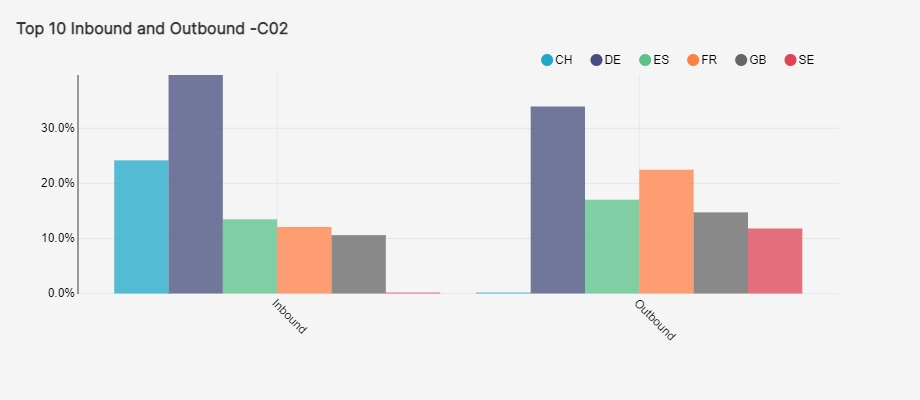 Top 10 Inbound and Outbound -C02
CH DE ES FR GB SE
30.0%
20.0%
10.0%
0.0%
Inbound
Outbound